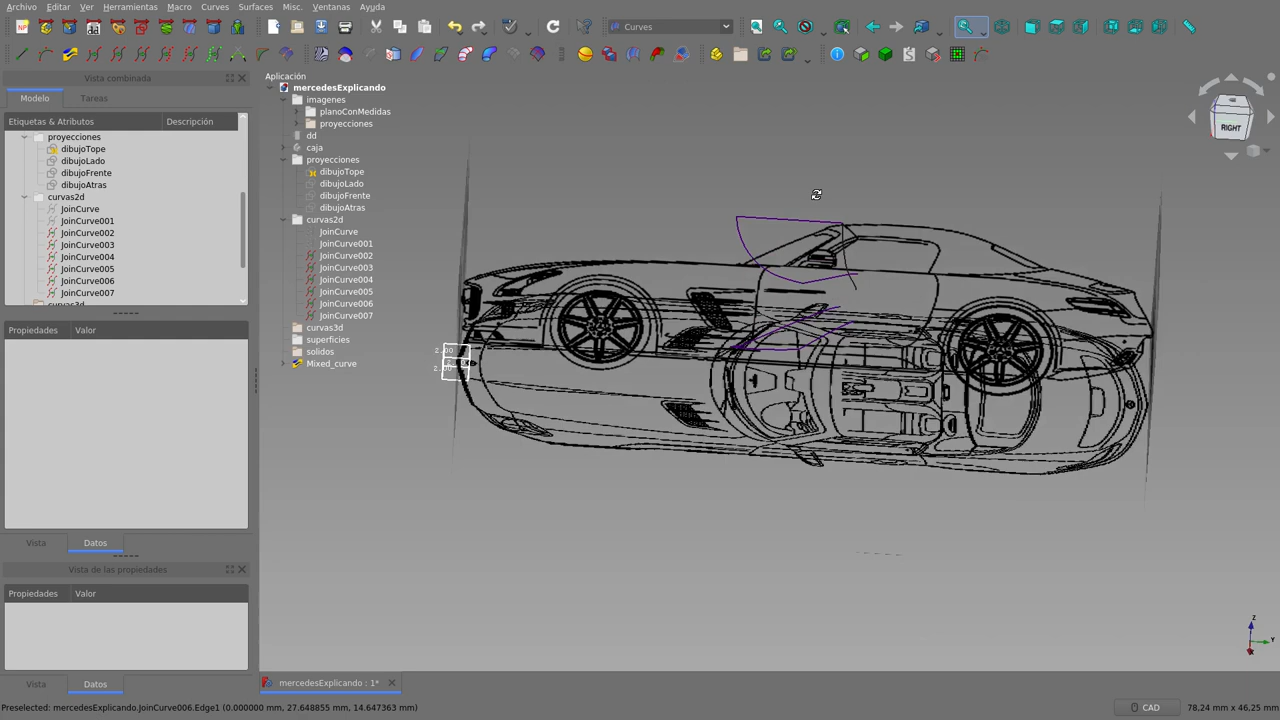 Archivo Editar Ver Herramientas Macro Curves Surfaces Misc. Ventanas Ayuda
Curves
Vista combinada
Modelo Tareas
Etiquetas & Atributos Descripción
proyecciones
dibujoTope
dibujoLado
dibujoFrente
dibujoAtras
curvas2d
JoinCurve
JoinCurve001
JoinCurve002
JoinCurve003
JoinCurve004
JoinCurve005
JoinCurve006
JoinCurve007
curvas3d
Propiedades Valor
Vista Datos
Vista de las propiedades
Propiedades Valor
Vista Datos
Aplicación
mercedesExplicando
imagenes
planoConMedidas
proyecciones
dd
caja
proyecciones
dibujoTope
dibujoLado
dibujoFrente
dibujoAtras
curvas2d
JoinCurve
JoinCurve001
JoinCurve002
JoinCurve003
JoinCurve004
JoinCurve005
JoinCurve006
JoinCurve007
curvas3d
superficies
solidos
Mixed_curve
RIGHT
Z
Y
mercedesExplicando : 1*
Preselected: mercedesExplicando.JoinCurve006.Edge1 (0.000000 mm, 27.648855 mm, 14.647363 mm)
CAD
78,24 mm x 46,25 mm